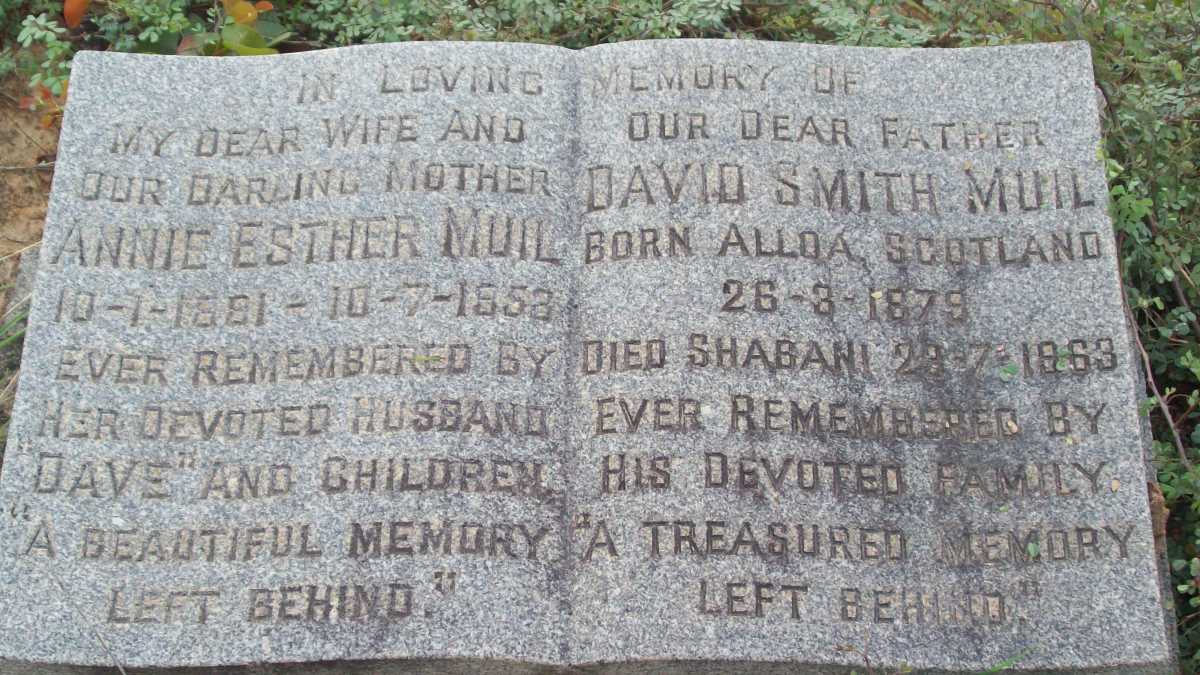 IN LOVING MEMORY OF
MY DEAR WIFE AND
OUR DARLING MOTHER
ANNIE ESTHER MUIL
10-1-1881 - 10-7-1953
EVER REMEMBERED BY
HER DEVOTED HUSBAND
"DAVE" AND CHILDREN.
"A BEAUTIFUL MEMORY
LEFT BEHIND."
OUR DEAR FATHER
DAVID SMITH MUIL
BORN ALLOA, SCOTLAND
26-3-1879
DIED SHABANI 29-7-1963
EVER REMEMBERED BY
HIS DEVOTED FAMILY.
"A TREASURED MEMORY
LEFT BEHIND."